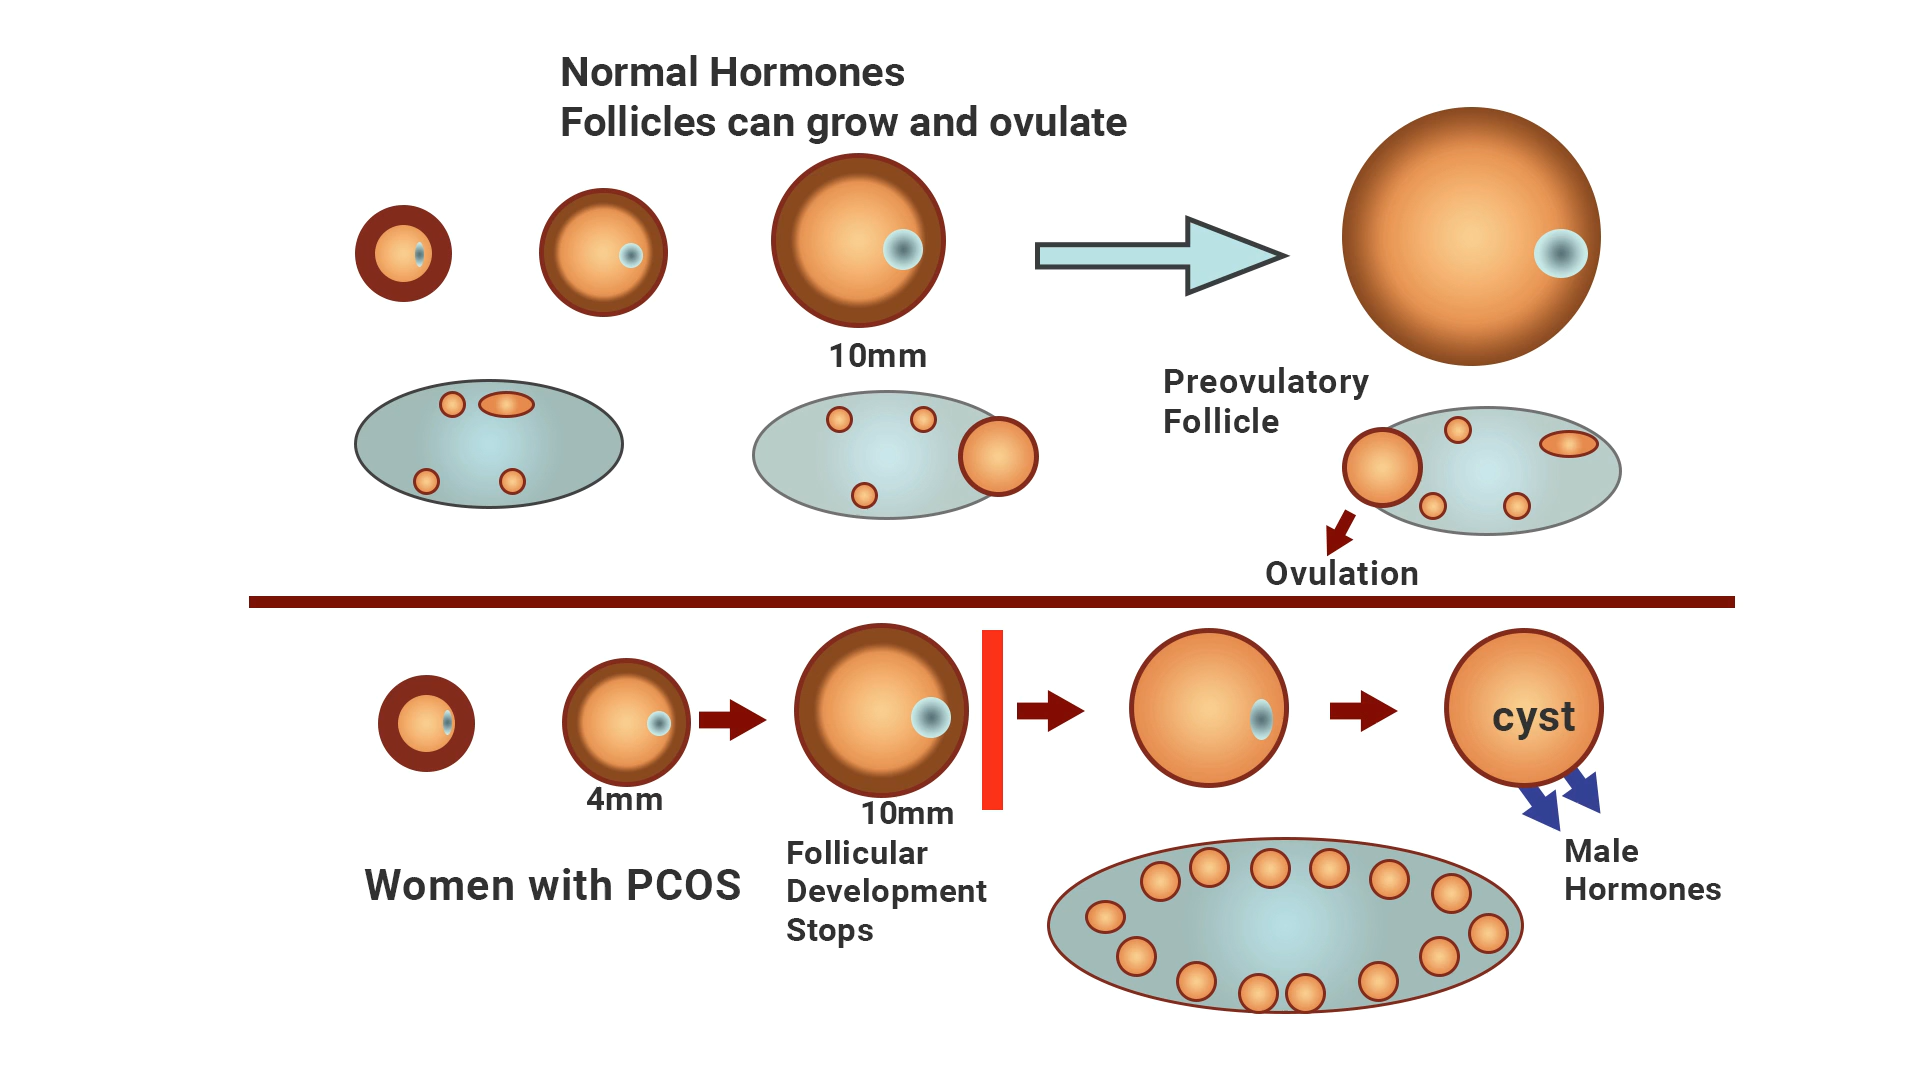 Normal Hormones
Follicles can grow and ovulate
10mm
Preovulatory
Follicle
Ovulation
cyst
4mm
10mm
Follicular
Development
Stops
Women with PCOS
Male
Hormones